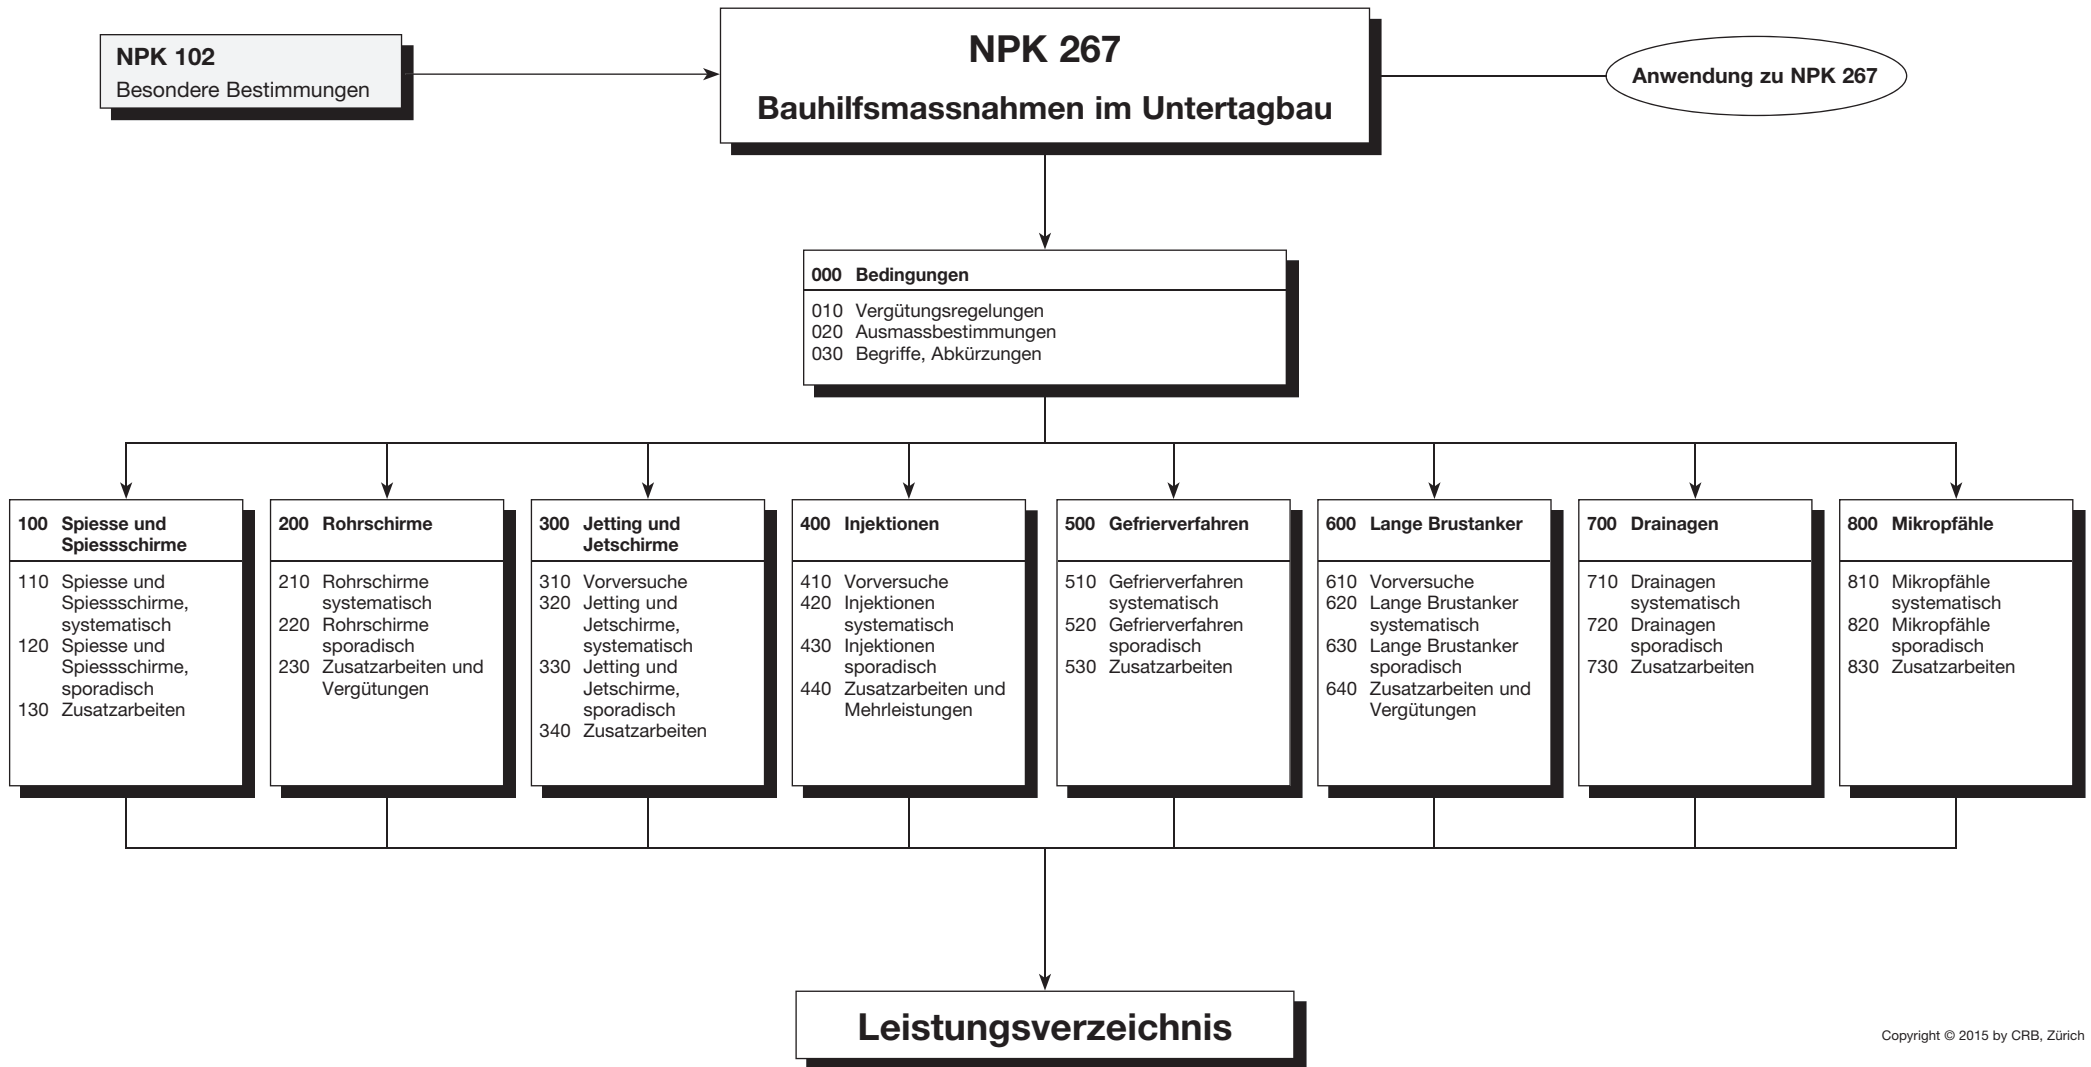 NPK 102
Besondere Bestimmungen
NPK 267
Bauhilfsmassnahmen im Untertagbau
Anwendung zu NPK 267
000 Bedingungen
010 Vergütungsregelungen
020 Ausmassbestimmungen
030 Begriffe, Abkürzungen
100 Spiesse und
Spiessschirme
110 Spiesse und
Spiessschirme,
systematisch
120 Spiesse und
Spiessschirme,
sporadisch
130 Zusatzarbeiten
200 Rohrschirme
210 Rohrschirme
systematisch
220 Rohrschirme
sporadisch
230 Zusatzarbeiten und
Vergütungen
300 Jetting und
Jetschirme
310 Vorversuche
320 Jetting und
Jetschirme,
systematisch
330 Jetting und
Jetschirme,
sporadisch
340 Zusatzarbeiten
400 Injektionen
410 Vorversuche
420 Injektionen
systematisch
430 Injektionen
sporadisch
440 Zusatzarbeiten und
Mehrleistungen
500 Gefrierverfahren
510 Gefrierverfahren
systematisch
520 Gefrierverfahren
sporadisch
530 Zusatzarbeiten
600 Lange Brustanker
610 Vorversuche
620 Lange Brustanker
systematisch
630 Lange Brustanker
sporadisch
640 Zusatzarbeiten und
Vergütungen
700 Drainagen
710 Drainagen
systematisch
720 Drainagen
sporadisch
730 Zusatzarbeiten
800 Mikropfähle
810 Mikropfähle
systematisch
820 Mikropfähle
sporadisch
830 Zusatzarbeiten
Leistungsverzeichnis
Copyright © 2015 by CRB, Zürich